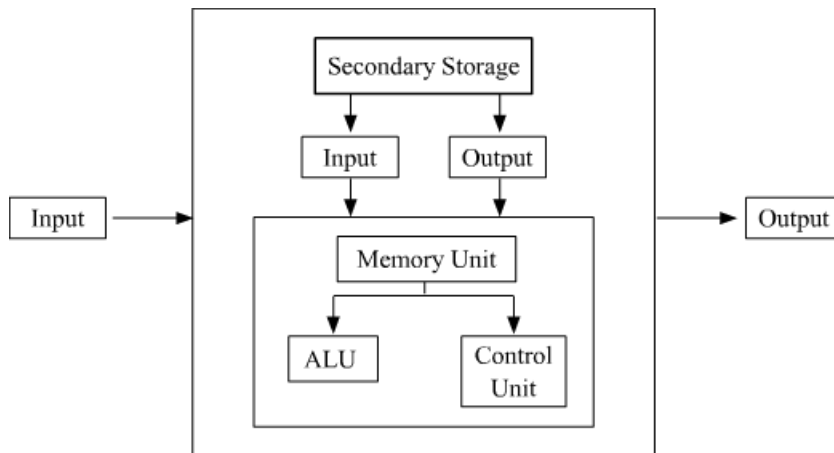 Secondary Storage
Input
Output
Input
Output
Memory Unit
ALU
Control
Unit